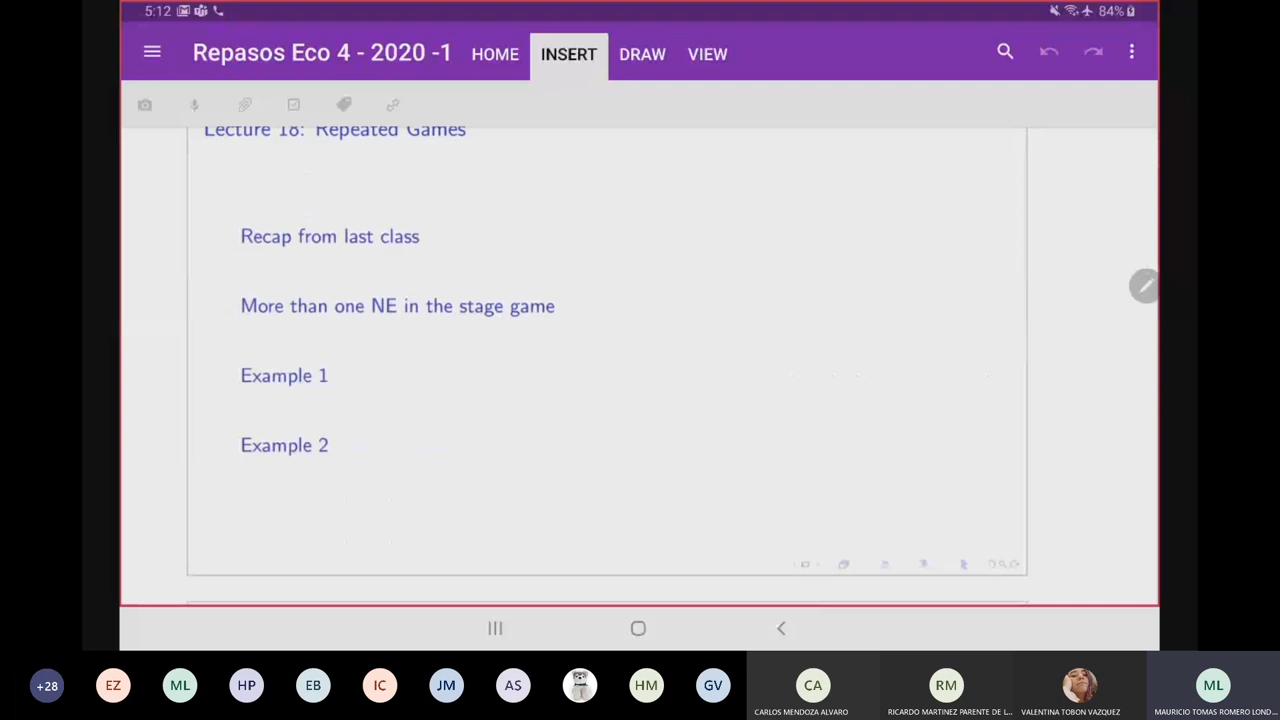 5:12
84%
Repasos Eco 4 - 2020 -1
HOME
INSERT
DRAW
VIEW
Lecture 18: Repeated Games
Recap from last class
More than one NE in the stage game
Example 1
Example 2
+28
EZ
ML
HP
EB
IC
JM
AS
HM
GV
CA
RM
ML
CARLOS MENDOZA ALVARO
RICARDO MARTINEZ PARENTE DE L...
VALENTINA TOBON VAZQUEZ
MAURICIO TOMAS ROMERO LOND...